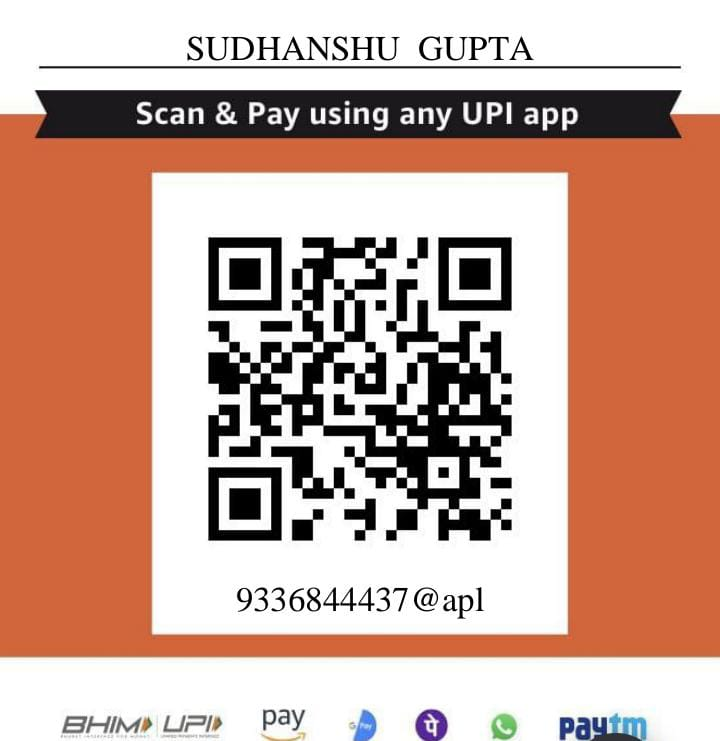 SUDHANSHU GUPTA
Scan & Pay using any UPI app
9336844437@apl
BHIM UPI pay G Pay पे paytm